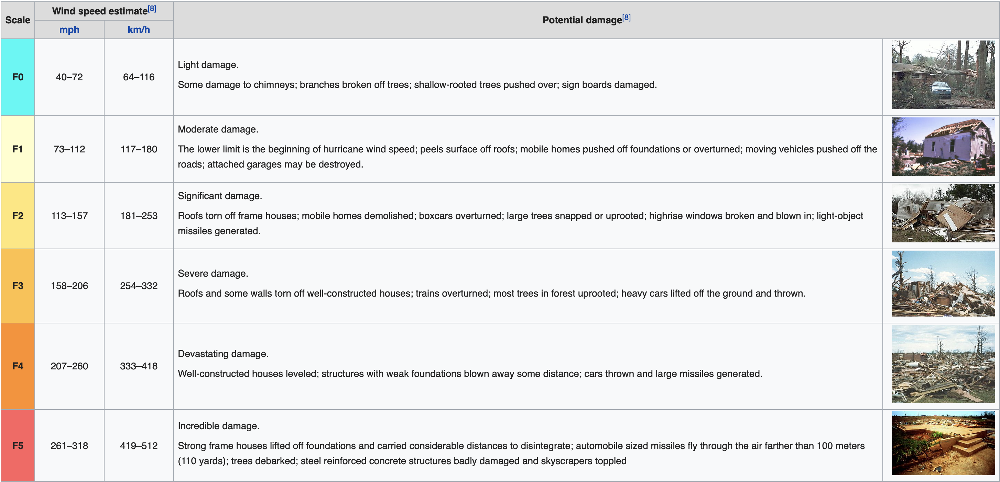 Scale
Wind speed estimate[8]
Potential damage[8]
mph
km/h
F0
40–72
64–116
Light damage.
Some damage to chimneys; branches broken off trees; shallow-rooted trees pushed over; sign boards damaged.
F1
73–112
117–180
Moderate damage.
The lower limit is the beginning of hurricane wind speed; peels surface off roofs; mobile homes pushed off foundations or overturned; moving vehicles pushed off the
roads; attached garages may be destroyed.
F2
113–157
181–253
Significant damage.
Roofs torn off frame houses; mobile homes demolished; boxcars overturned; large trees snapped or uprooted; highrise windows broken and blown in; light-object
missiles generated.
F3
158–206
254–332
Severe damage.
Roofs and some walls torn off well-constructed houses; trains overturned; most trees in forest uprooted; heavy cars lifted off the ground and thrown.
F4
207–260
333–418
Devastating damage.
Well-constructed houses leveled; structures with weak foundations blown away some distance; cars thrown and large missiles generated.
F5
261–318
419–512
Incredible damage.
Strong frame houses lifted off foundations and carried considerable distances to disintegrate; automobile sized missiles fly through the air farther than 100 meters
(110 yards); trees debarked; steel reinforced concrete structures badly damaged and skyscrapers toppled